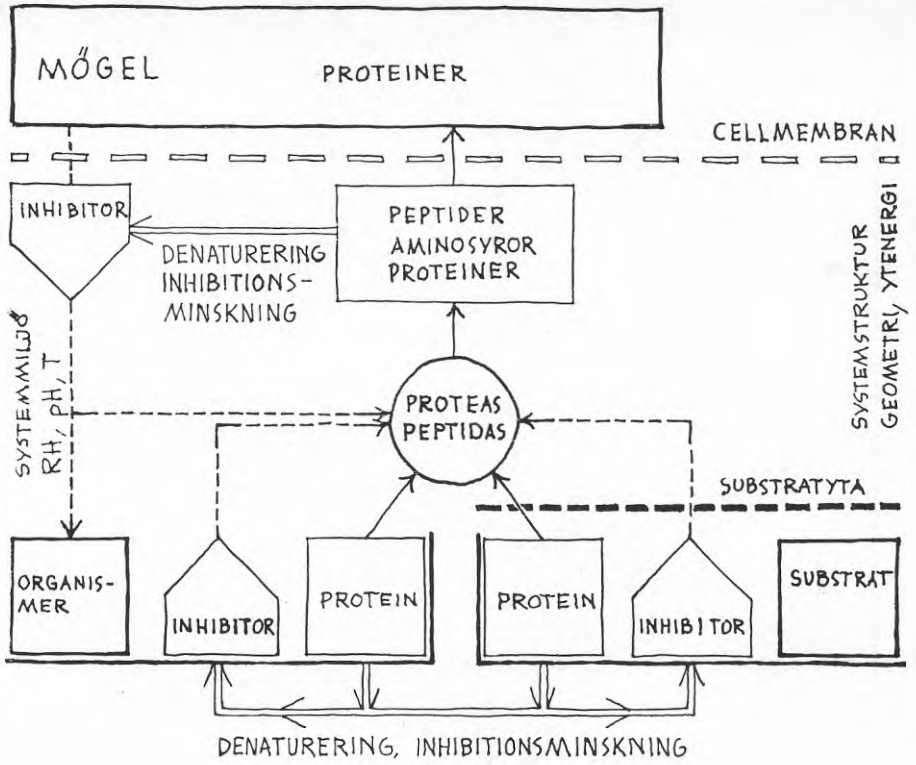 MÖGEL
PROTEINER
CELLMEMBRAN
INHIBITOR
DENATURERING
INHIBITIONS-
MINSKNING
PEPTIDER
AMINOSYROR
PROTEINER
SYSTEMSTRUKTUR
GEOMETRI, YTENERGI
SYSTEMMILJÖ
RH, pH, T
PROTEAS
PEPTIDAS
SUBSTRATYTA
ORGANIS-
MER
INHIBITOR
PROTEIN
PROTEIN
INHIBITOR
SUBSTRAT
DENATURERING, INHIBITIONSMINSKNING